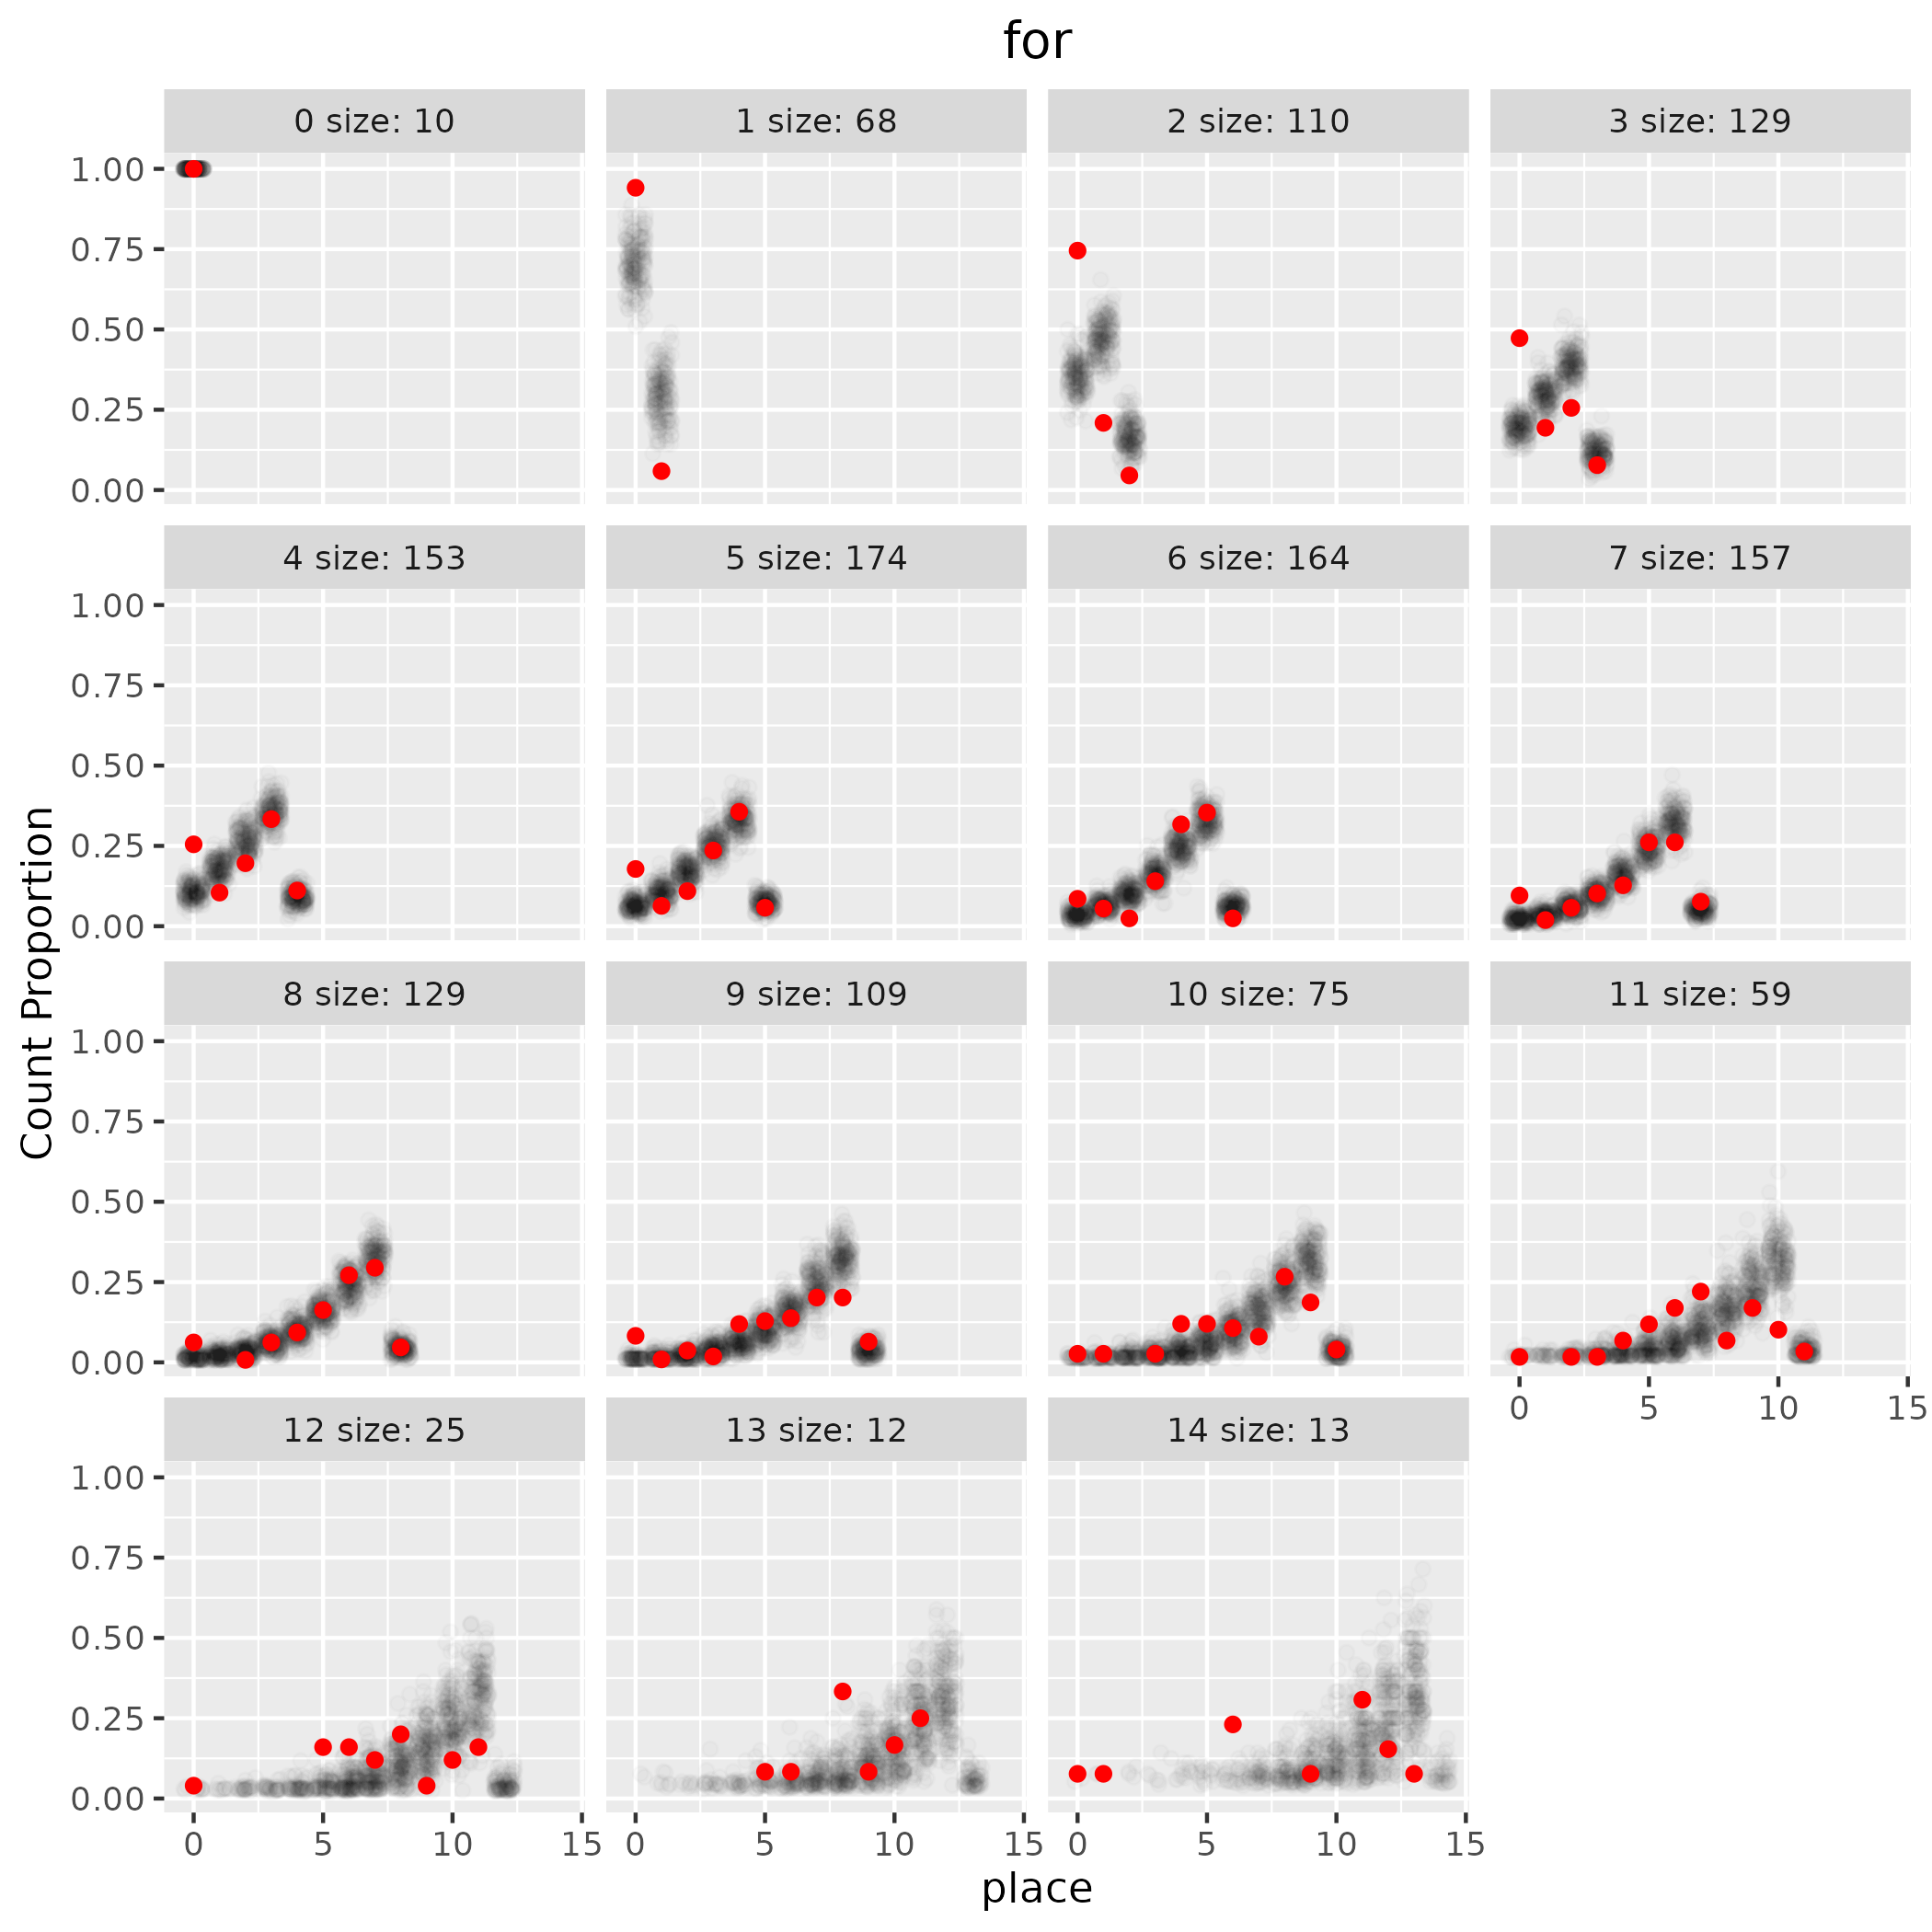 for
0 size: 10
1 size: 68
2 size: 110
3 size: 129
1.00
0.75
0.50
0.25
0.00
4 size: 153
5 size: 174
6 size: 164
7 size: 157
1.00
0.75
0.50
0.25
0.00
Count Proportion
8 size: 129
9 size: 109
10 size: 75
11 size: 59
1.00
0.75
0.50
0.25
0.00
0 5 10 15
12 size: 25
13 size: 12
14 size: 13
1.00
0.75
0.50
0.25
0.00
0 5 10 15
0 5 10 15
0 5 10 15
place